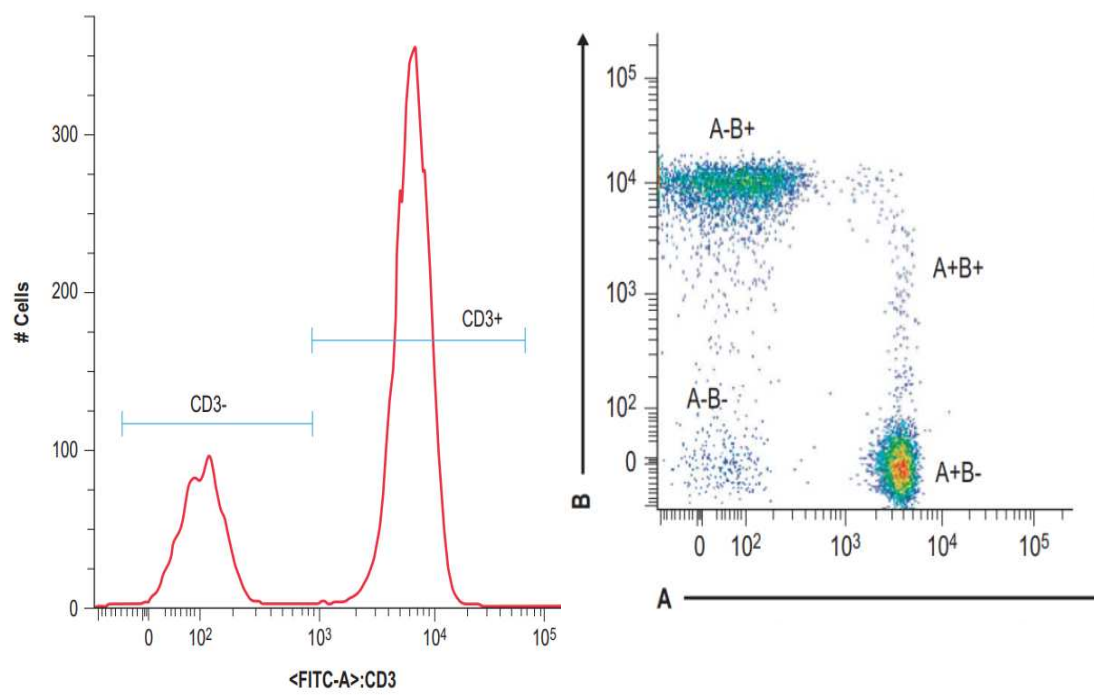 # Cells
300
200
100
0
CD3+
CD3-
0 10² 10³ 10⁴ 10⁵
<FITC-A>:CD3
B
10⁵
10⁴
10³
10²
0
A-B+
A+B+
A-B-
A+B-
0 10² 10³ 10⁴ 10⁵
A